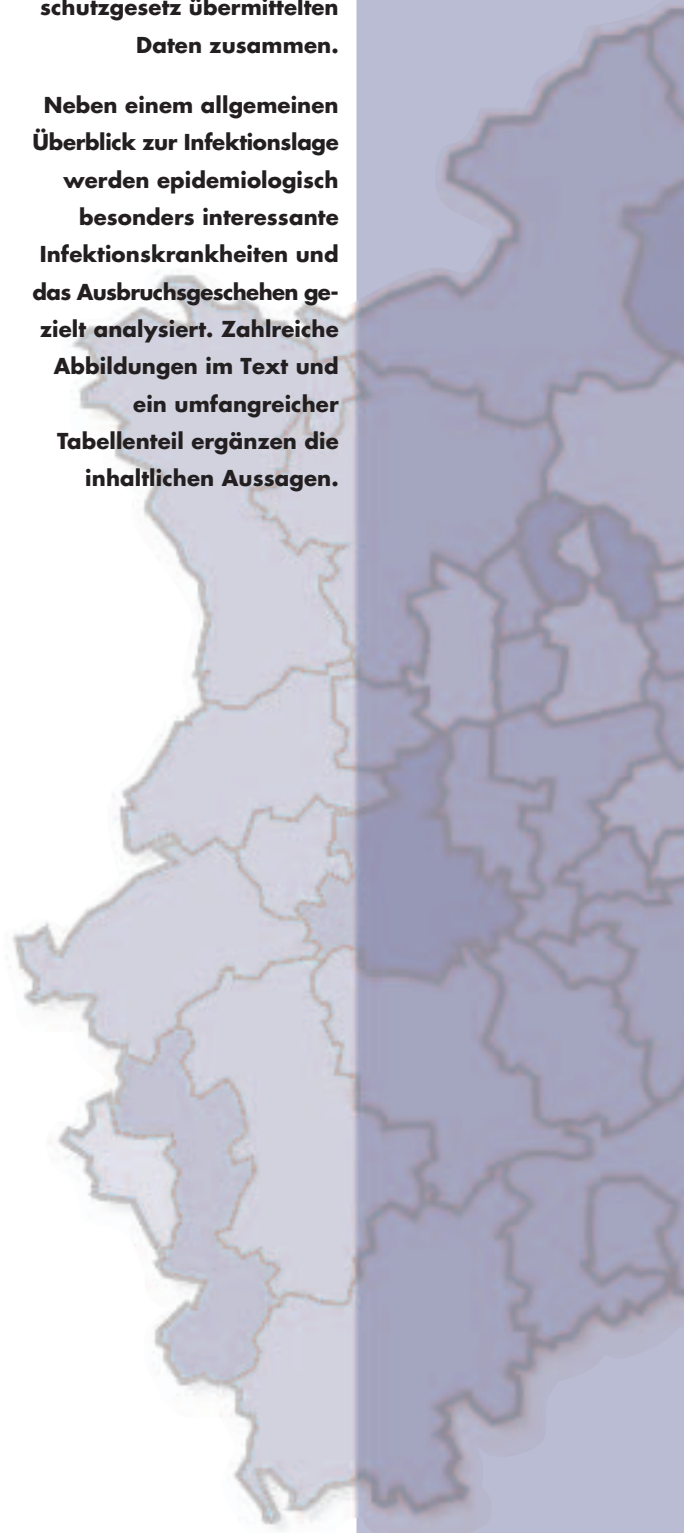 schutzgesetz übermittelten
Daten zusammen.
Neben einem allgemeinen
Überblick zur Infektionslage
werden epidemiologisch
besonders interessante
Infektionskrankheiten und
das Ausbruchsgeschehen ge-
zielt analysiert. Zahlreiche
Abbildungen im Text und
ein umfangreicher
Tabellenteil ergänzen die
inhaltlichen Aussagen.